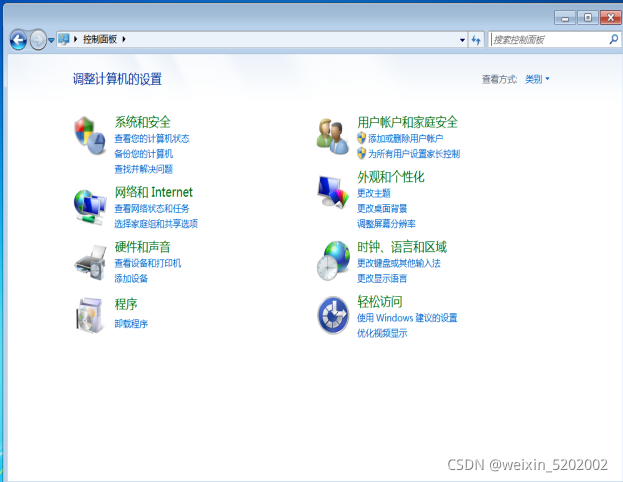 控制面板
搜索控制面板
调整计算机的设置
查看方式: 类别
系统和安全
查看您的计算机状态
备份您的计算机
查找并解决问题
网络和 Internet
查看网络状态和任务
选择家庭组和共享选项
硬件和声音
查看设备和打印机
添加设备
程序
卸载程序
用户帐户和家庭安全
添加或删除用户帐户
为所有用户设置家长控制
外观和个性化
更改主题
更改桌面背景
调整屏幕分辨率
时钟、语言和区域
更改键盘或其他输入法
更改显示语言
轻松访问
使用 Windows 建议的设置
优化视频显示
CSDN @weixin_5202002